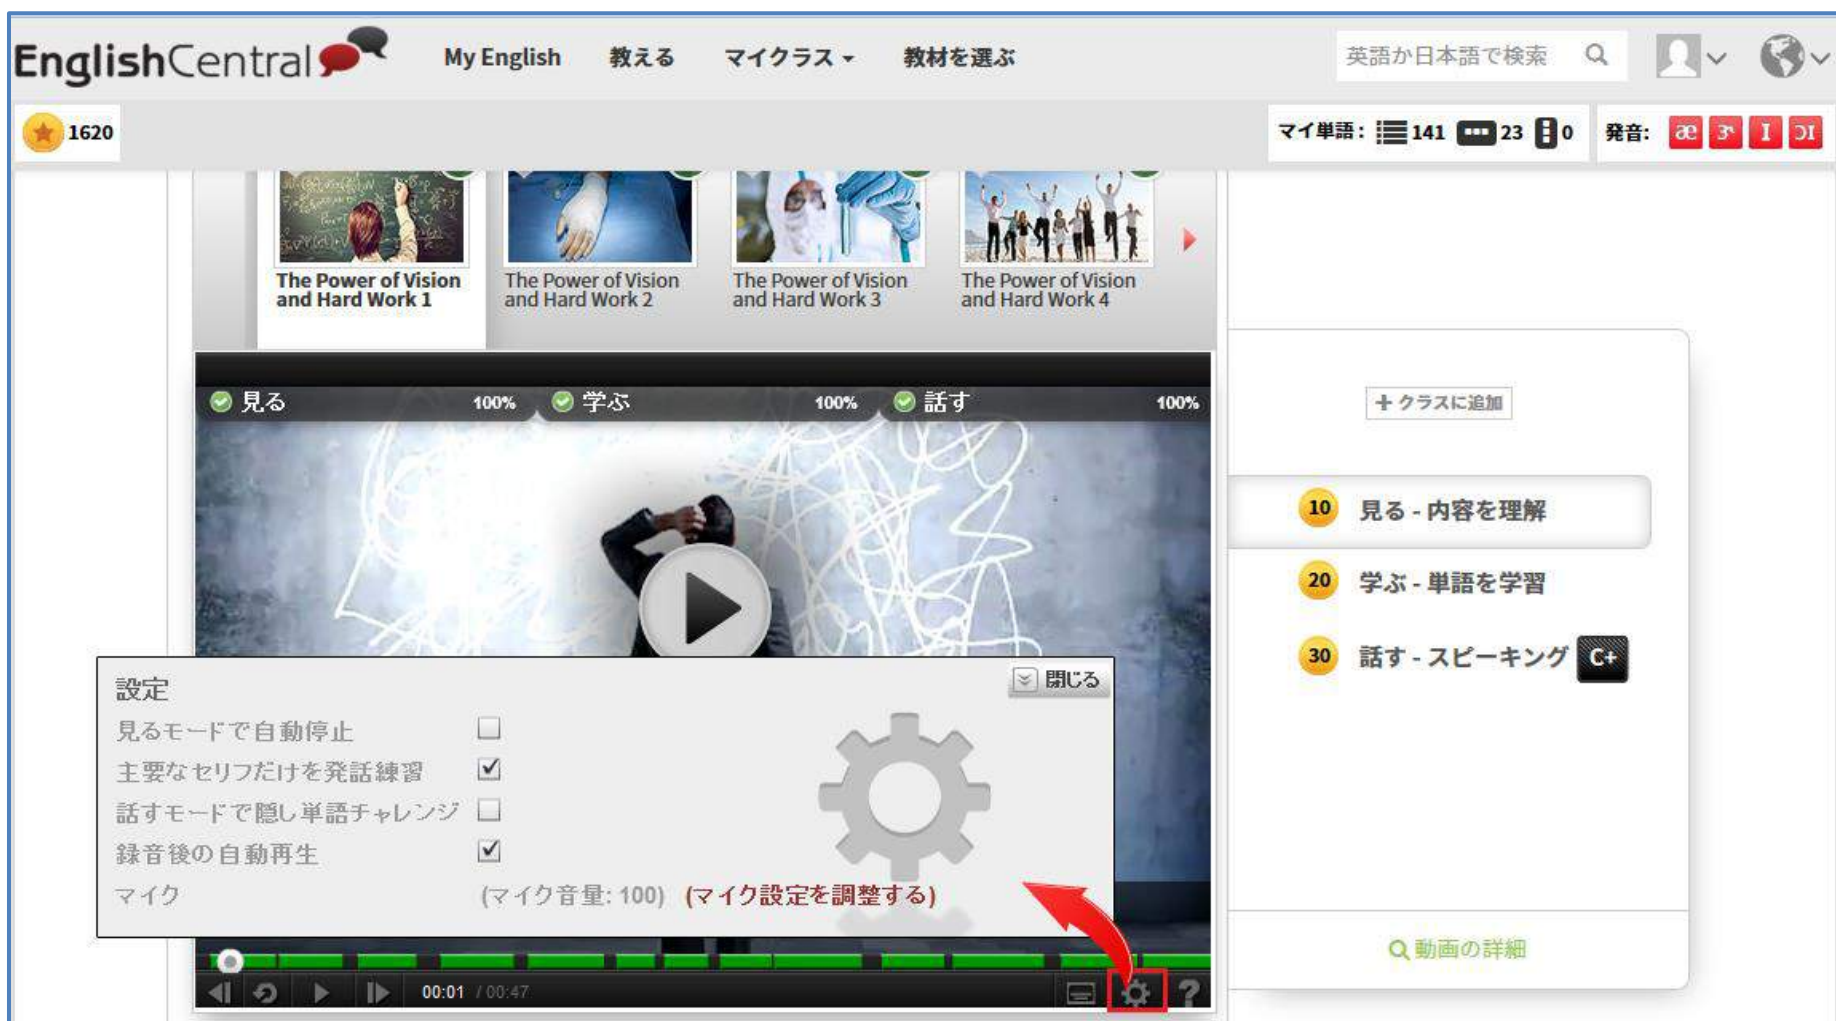 EnglishCentral My English 教える マイクラス 教材を選ぶ 英語か日本語で検索
1620 マイ単語: 141 23 0 発音: æ ɝ I ɔI
The Power of Vision and Hard Work 1
The Power of Vision and Hard Work 2
The Power of Vision and Hard Work 3
The Power of Vision and Hard Work 4
見る 100% 学ぶ 100% 話す 100%
+ クラスに追加
10 見る - 内容を理解
20 学ぶ - 単語を学習
30 話す - スピーキング C+
設定 閉じる
見るモードで自動停止
主要なセリフだけを発話練習
話すモードで隠し単語チャレンジ
録音後の自動再生
マイク (マイク音量: 100) (マイク設定を調整する)
動画の詳細
00:01 / 00:47 ?